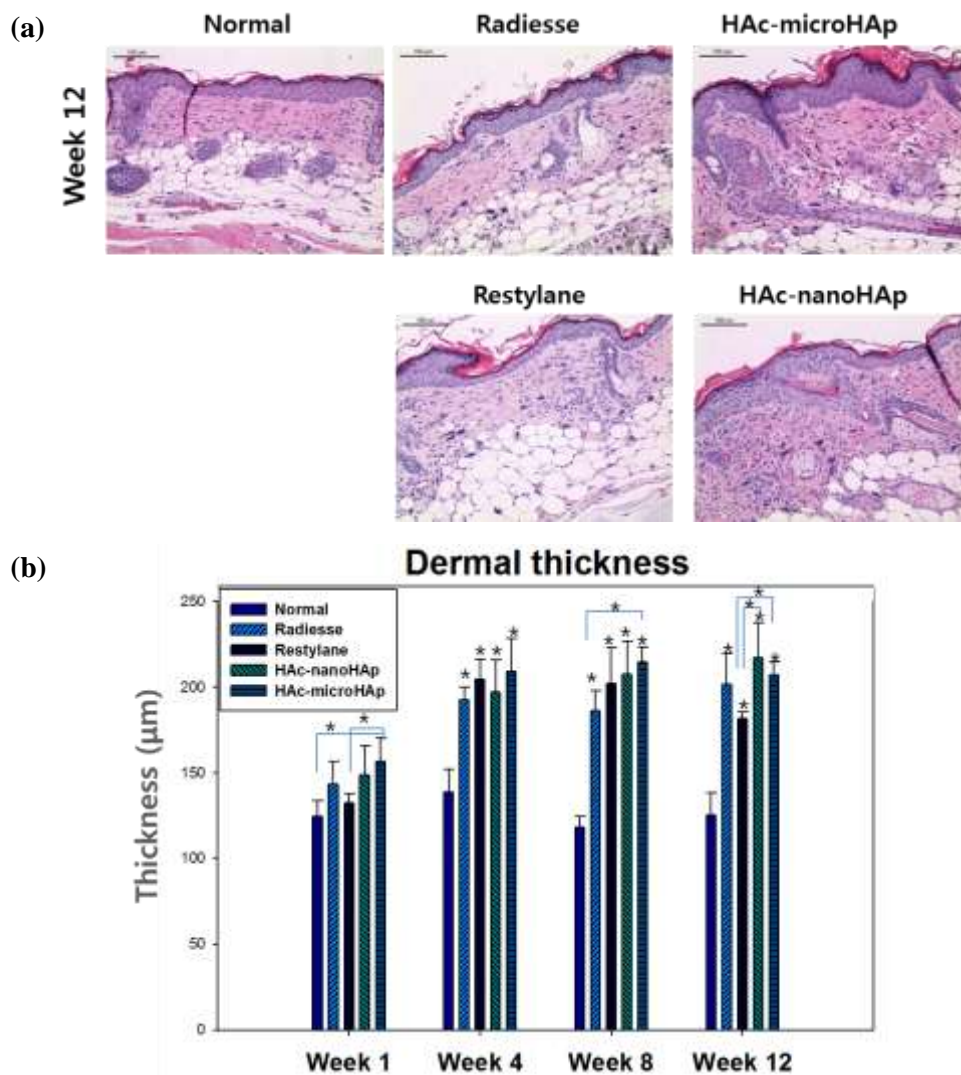 (a)
Normal
Radiesse
HAc-microHAp
Week 12
Restylane
HAc-nanoHAp
(b)
Dermal thickness
Normal
Radiesse
Restylane
HAc-nanoHAp
HAc-microHAp
Thickness (μm)
250
200
150
100
50
0
* * * * * * * * * * * * * * * * * *
Week 1 Week 4 Week 8 Week 12